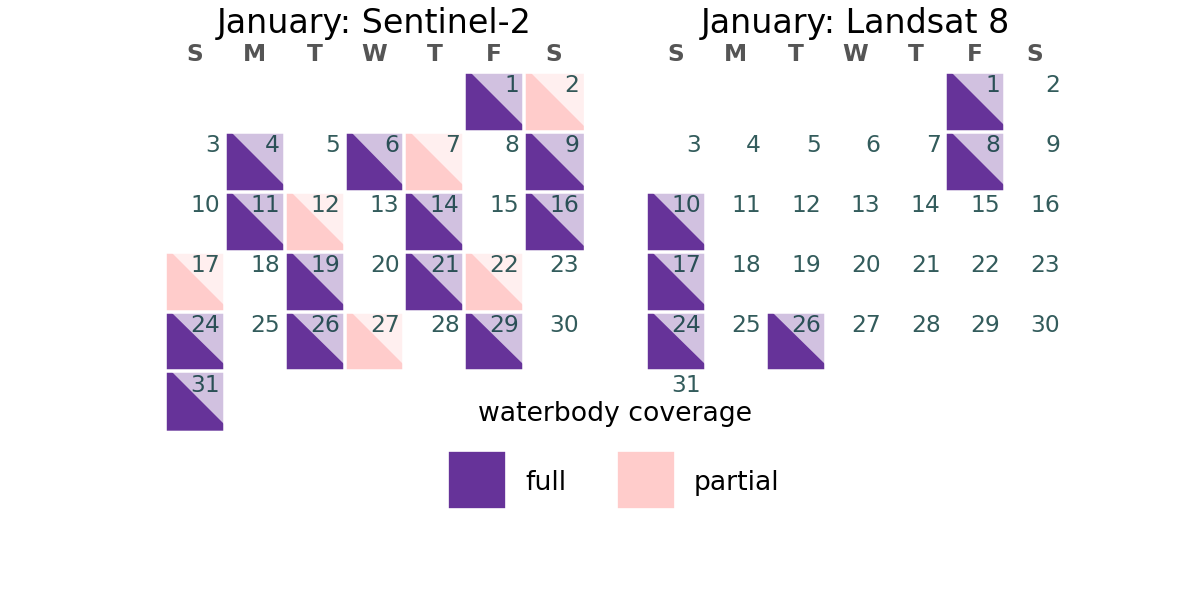 January: Sentinel-2
S M T W T F S
1 2
3 4 5 6 7 8 9
10 11 12 13 14 15 16
17 18 19 20 21 22 23
24 25 26 27 28 29 30
31
January: Landsat 8
S M T W T F S
1 2
3 4 5 6 7 8 9
10 11 12 13 14 15 16
17 18 19 20 21 22 23
24 25 26 27 28 29 30
31
waterbody coverage
full partial